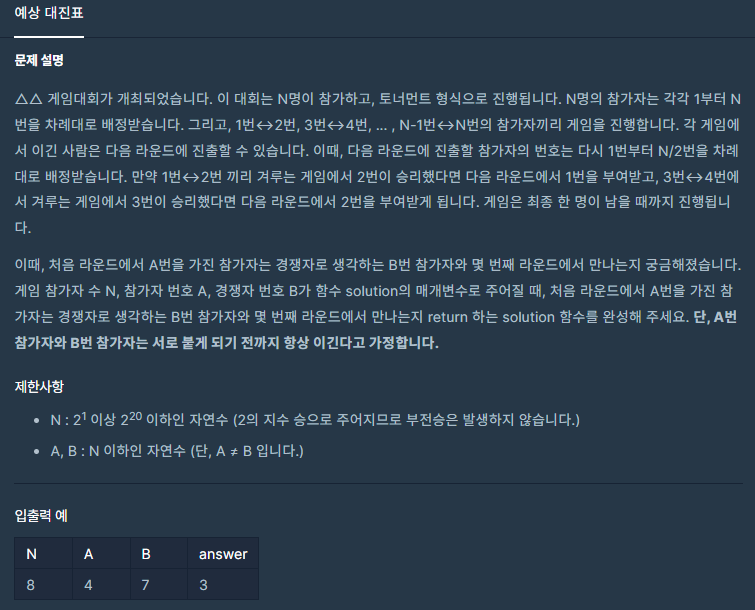 예상 대진표
문제 설명
△△ 게임대회가 개최되었습니다. 이 대회는 N명이 참가하고, 토너먼트 형식으로 진행됩니다. N명의 참가자는 각각 1부터 N
번을 차례대로 배정받습니다. 그리고, 1번↔2번, 3번↔4번, ... , N-1번↔N번의 참가자끼리 게임을 진행합니다. 각 게임에
서 이긴 사람은 다음 라운드에 진출할 수 있습니다. 이때, 다음 라운드에 진출할 참가자의 번호는 다시 1번부터 N/2번을 차례
대로 배정받습니다. 만약 1번↔2번 끼리 겨루는 게임에서 2번이 승리했다면 다음 라운드에서 1번을 부여받고, 3번↔4번에
서 겨루는 게임에서 3번이 승리했다면 다음 라운드에서 2번을 부여받게 됩니다. 게임은 최종 한 명이 남을 때까지 진행됩니
다.
이때, 처음 라운드에서 A번을 가진 참가자는 경쟁자로 생각하는 B번 참가자와 몇 번째 라운드에서 만나는지 궁금해졌습니다.
게임 참가자 수 N, 참가자 번호 A, 경쟁자 번호 B가 함수 solution의 매개변수로 주어질 때, 처음 라운드에서 A번을 가진 참
가자는 경쟁자로 생각하는 B번 참가자와 몇 번째 라운드에서 만나는지 return 하는 solution 함수를 완성해 주세요. 단, A번
참가자와 B번 참가자는 서로 붙게 되기 전까지 항상 이긴다고 가정합니다.
제한사항
• N : 2¹ 이상 2²⁰ 이하인 자연수 (2의 지수 승으로 주어지므로 부전승은 발생하지 않습니다.)
• A, B : N 이하인 자연수 (단, A ≠ B 입니다.)
입출력 예
N A B answer
8 4 7 3